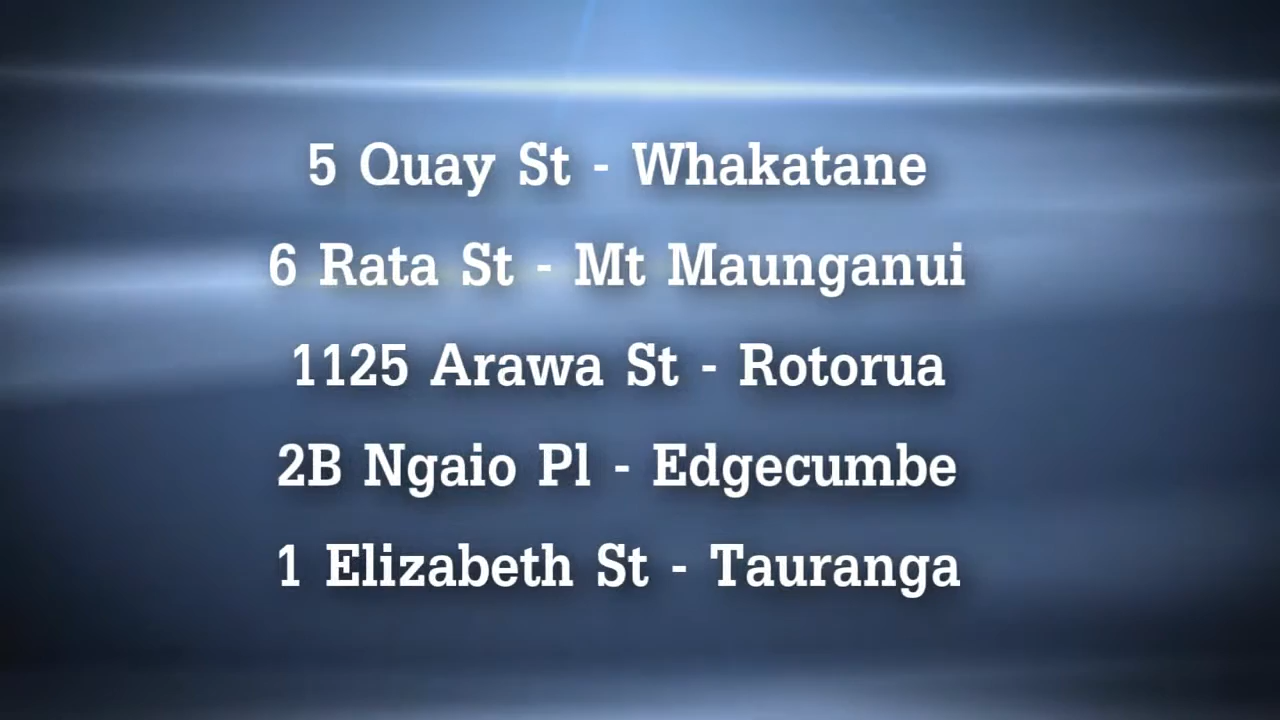 5 Quay St - Whakatane
6 Rata St - Mt Maunganui
1125 Arawa St - Rotorua
2B Ngaio Pl - Edgecumbe
1 Elizabeth St - Tauranga